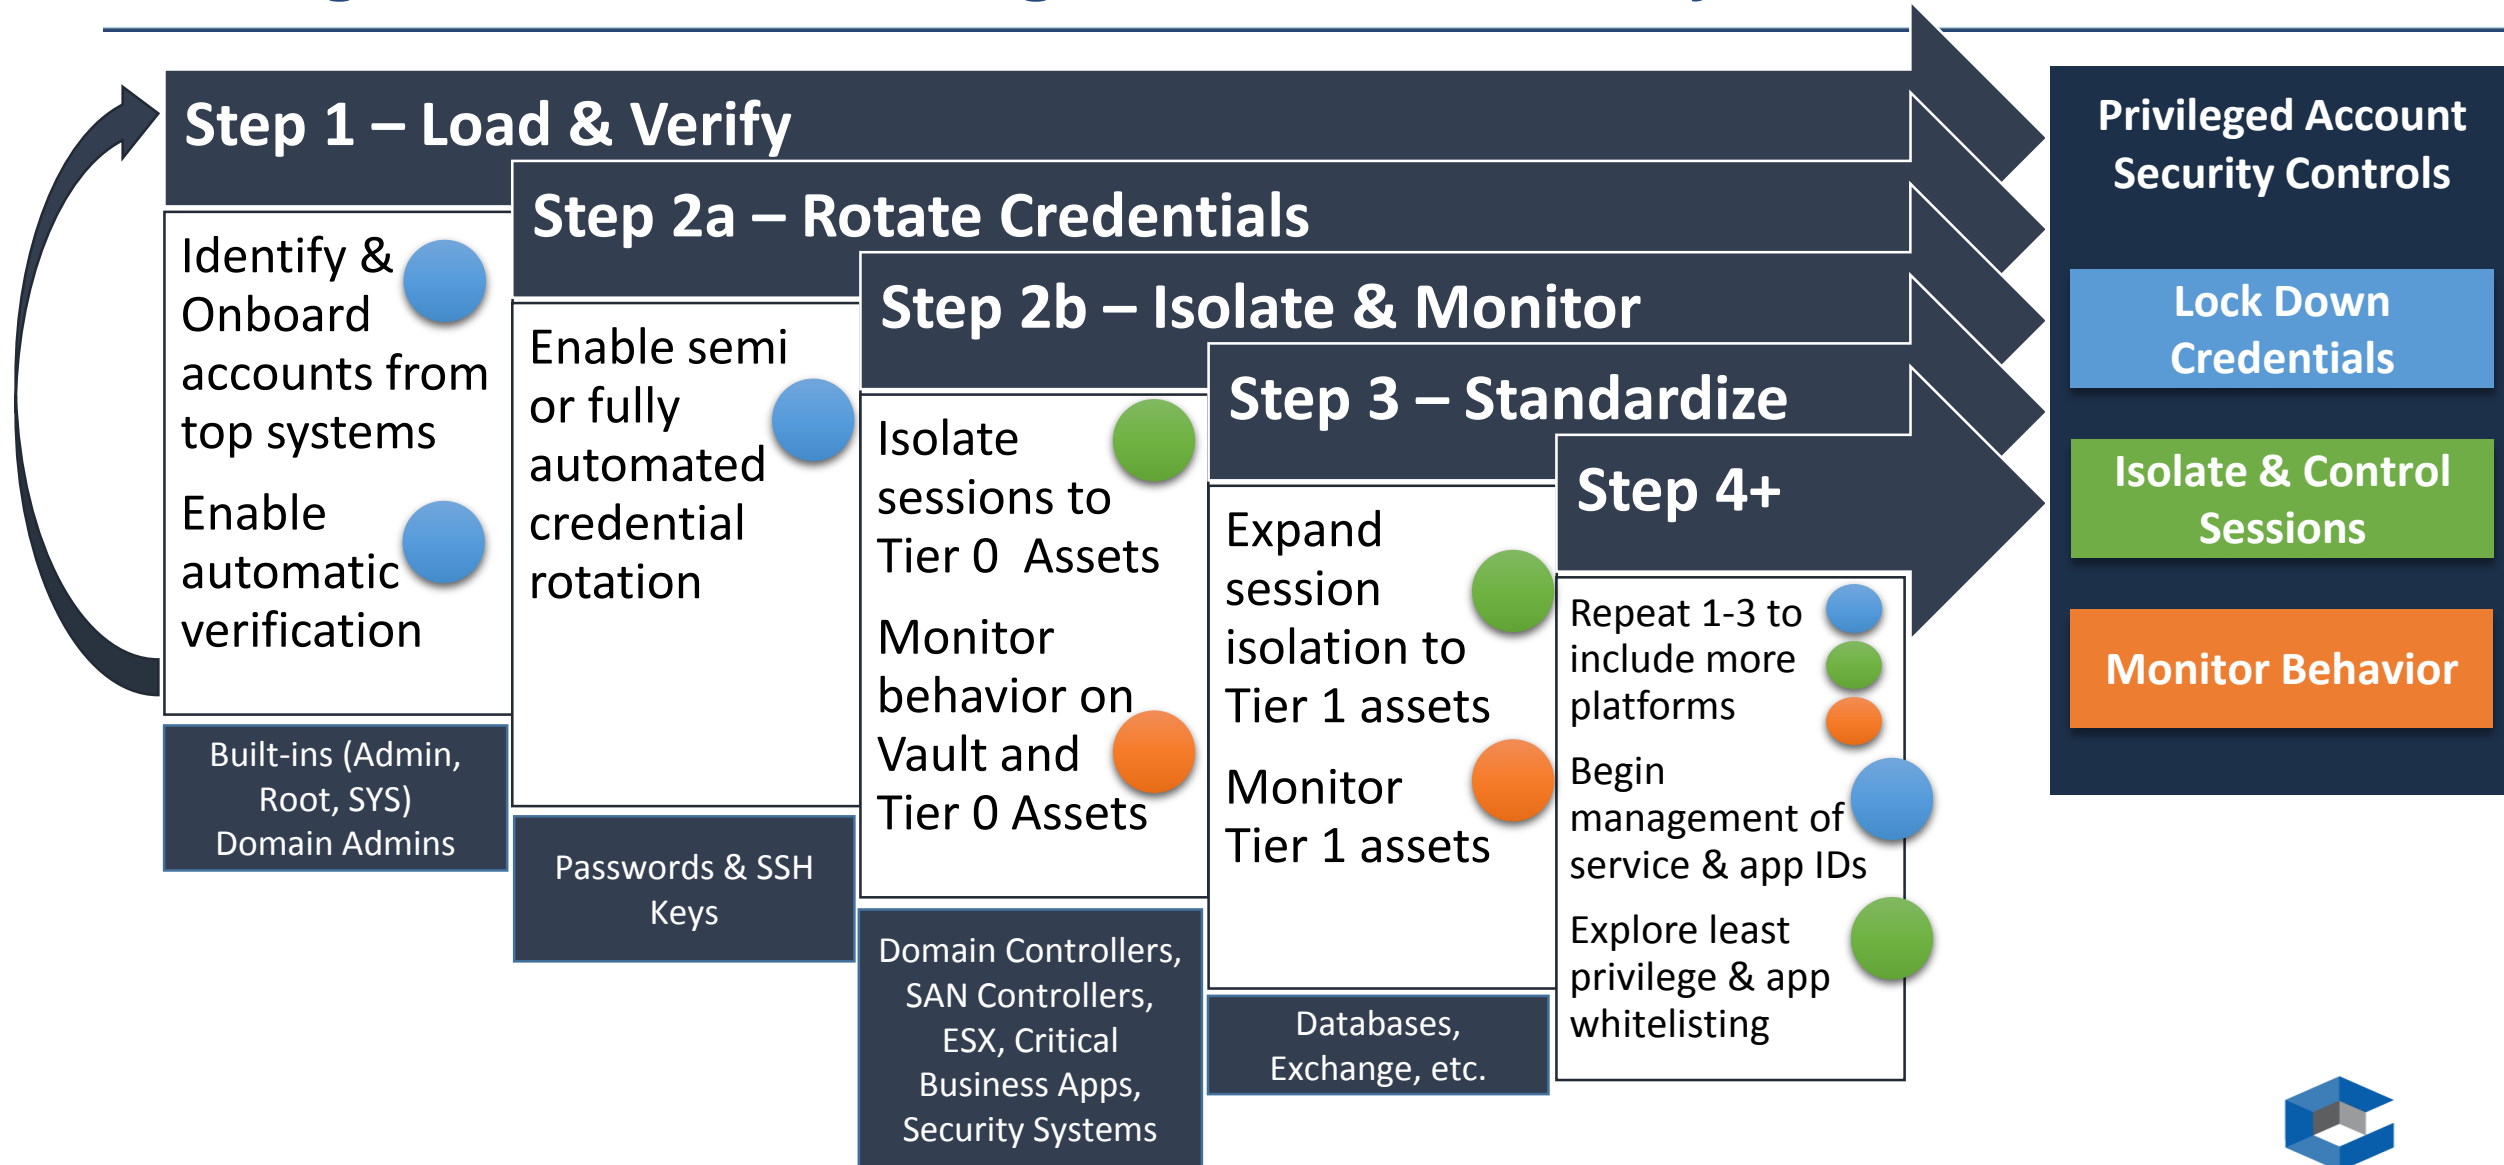 Step 1 – Load & Verify
Identify &
Onboard
accounts from
top systems
Enable
automatic
verification
Built-ins (Admin,
Root, SYS)
Domain Admins
Step 2a – Rotate Credentials
Enable semi
or fully
automated
credential
rotation
Passwords & SSH
Keys
Step 2b – Isolate & Monitor
Isolate
sessions to
Tier 0 Assets
Monitor
behavior on
Vault and
Tier 0 Assets
Domain Controllers,
SAN Controllers,
ESX, Critical
Business Apps,
Security Systems
Step 3 – Standardize
Expand
session
isolation to
Tier 1 assets
Monitor
Tier 1 assets
Databases,
Exchange, etc.
Step 4+
Repeat 1-3 to
include more
platforms
Begin
management of
service & app IDs
Explore least
privilege & app
whitelisting
Privileged Account
Security Controls
Lock Down
Credentials
Isolate & Control
Sessions
Monitor Behavior